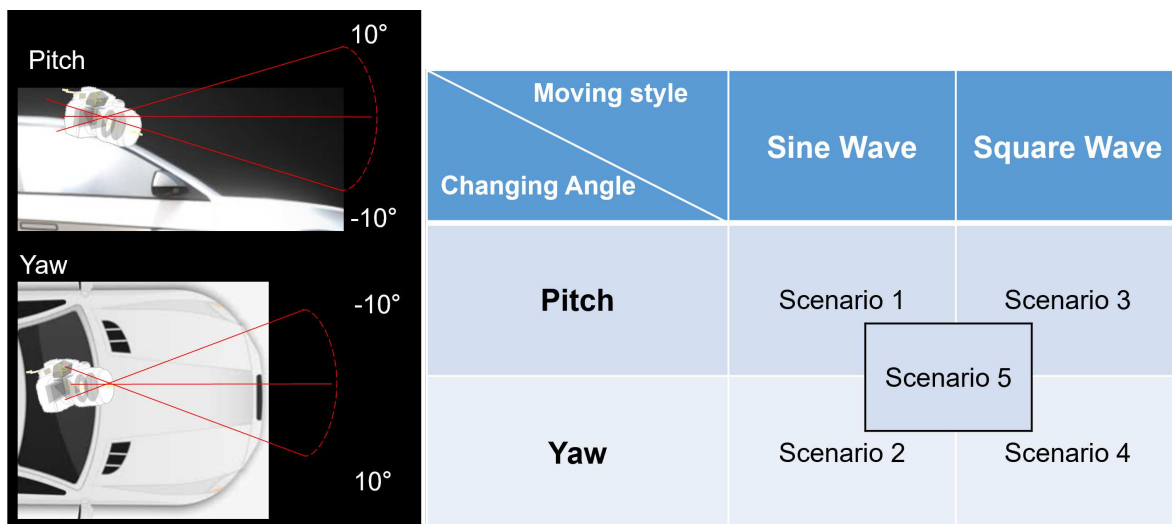 Pitch
10°
-10°
Yaw
-10°
10°
Moving style
Changing Angle
Sine Wave
Square Wave
Pitch
Scenario 1
Scenario 3
Scenario 5
Yaw
Scenario 2
Scenario 4